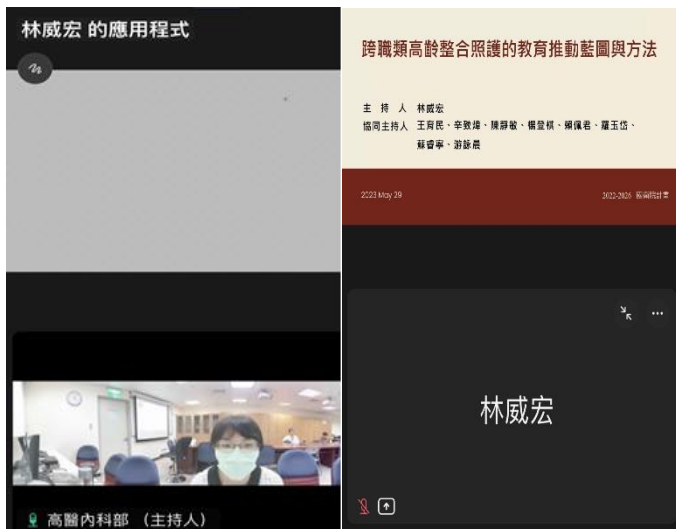 林威宏 的應用程式
高醫內科部 （主持人）
跨職類高齡整合照護的教育推動藍圖與方法
主 持 人 林威宏
協同主持人 王育民、辛致煒、陳靜敏、楊登棋、賴佩君、羅玉岱、
蘇睿寧、游詠晨
2023 May 29
林威宏